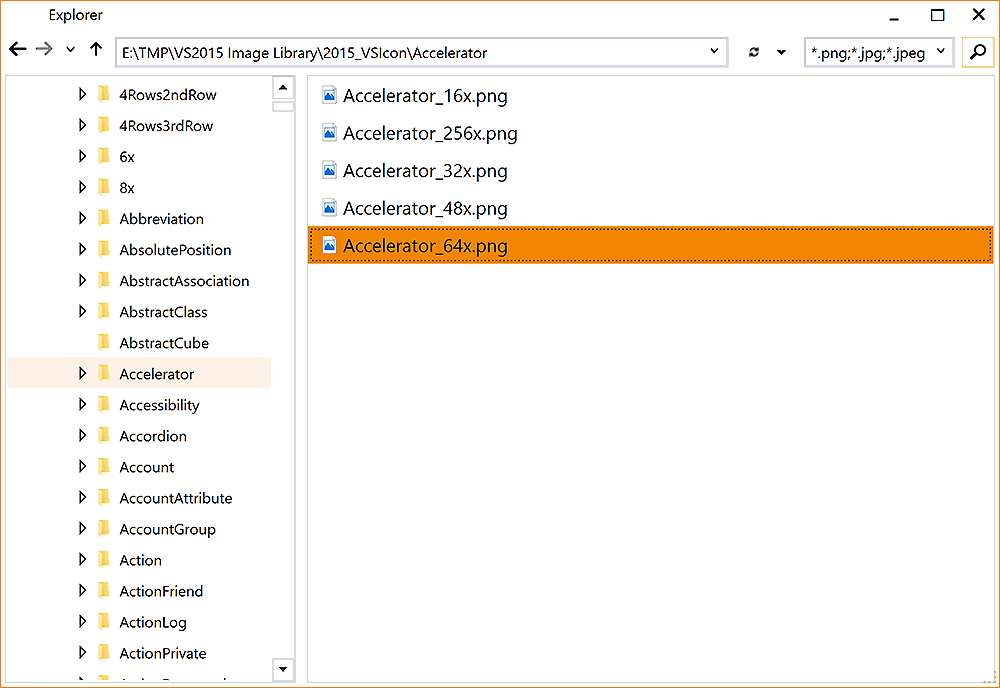 Explorer
E:\TMP\VS2015 Image Library\2015_VSIcon\Accelerator
*.png;*.jpg;*.jpeg
4Rows2ndRow
4Rows3rdRow
6x
8x
Abbreviation
AbsolutePosition
AbstractAssociation
AbstractClass
AbstractCube
Accelerator
Accessibility
Accordion
Account
AccountAttribute
AccountGroup
Action
ActionFriend
ActionLog
ActionPrivate
Accelerator_16x.png
Accelerator_256x.png
Accelerator_32x.png
Accelerator_48x.png
Accelerator_64x.png